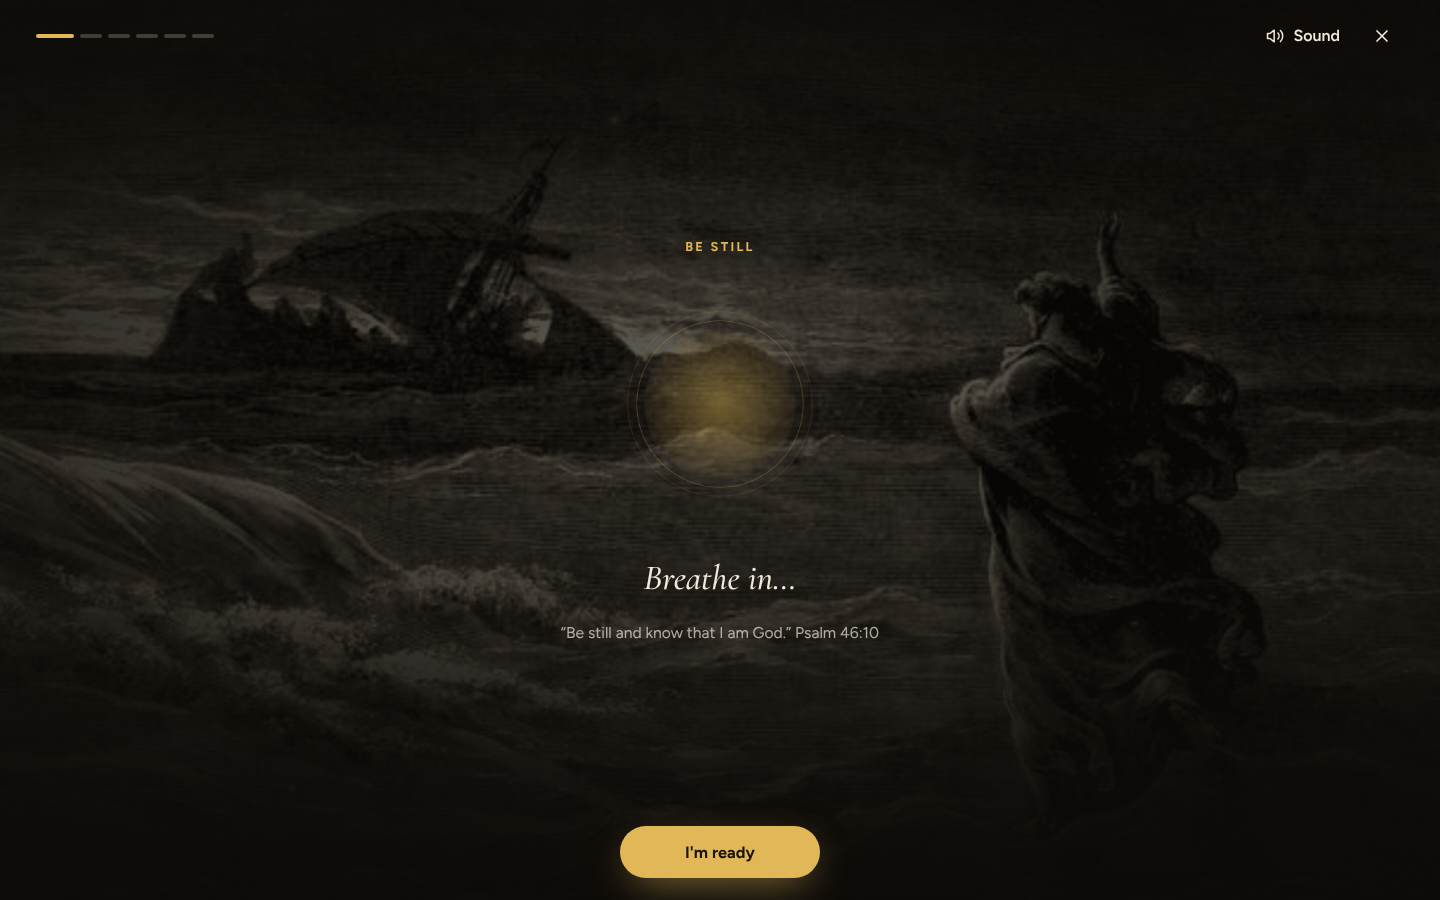 Sound
BE STILL
Breathe in...
“Be still and know that I am God.” Psalm 46:10
I'm ready